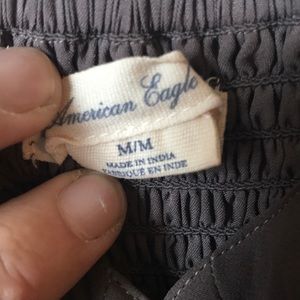 American Eagle
M/M
MADE IN INDIA
FABRIQUÉ EN INDE